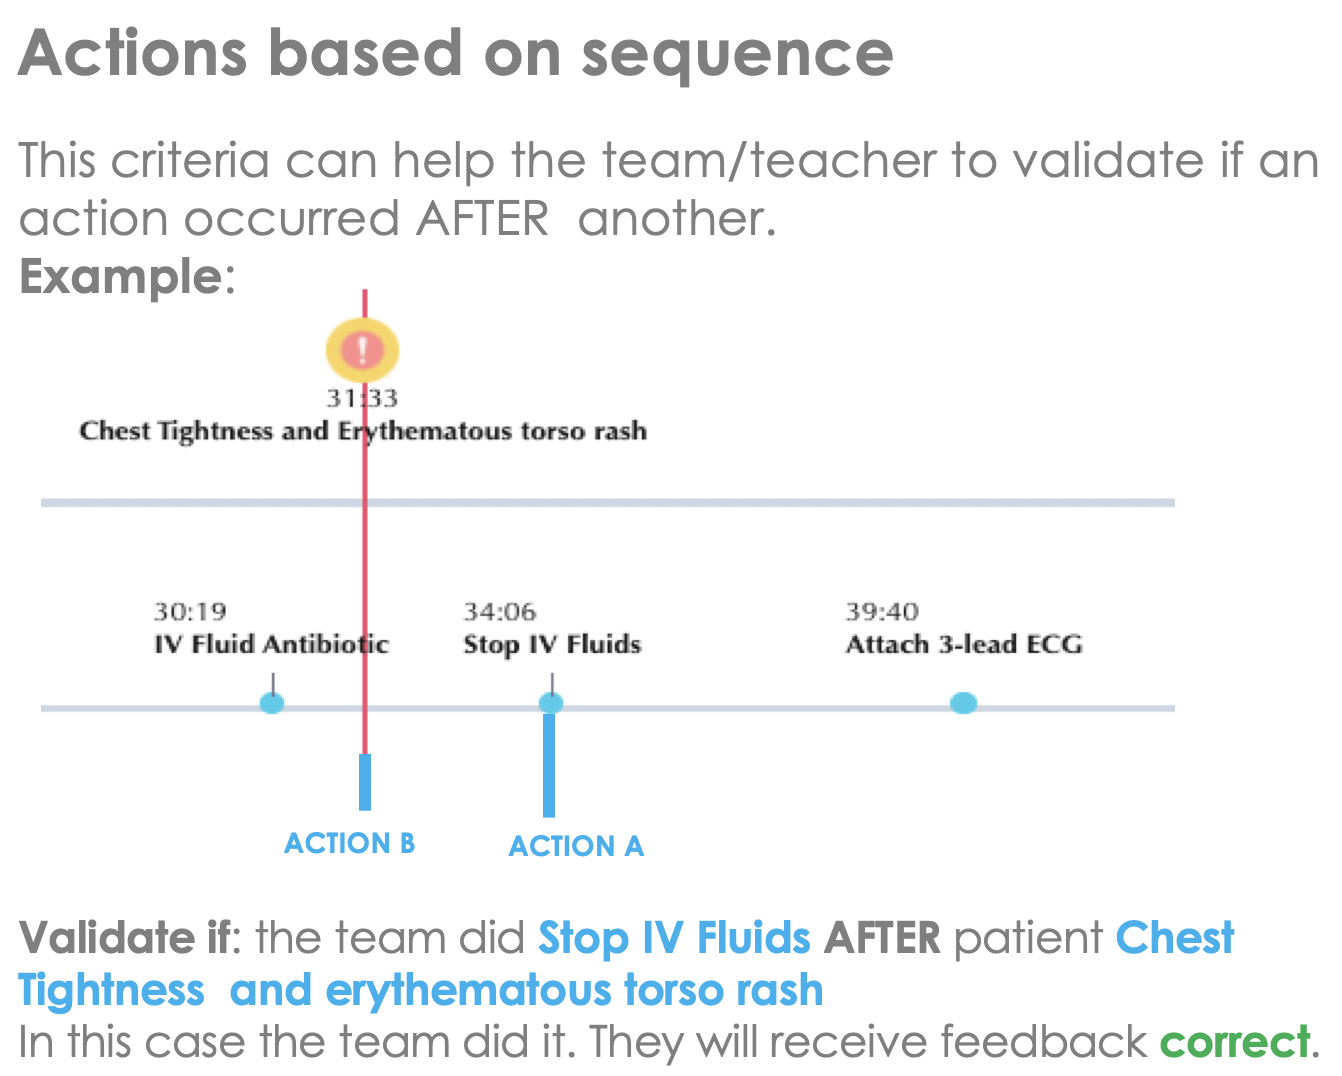 Actions based on sequence
This criteria can help the team/teacher to validate if an
action occurred AFTER  another.
Example:
!
31:33
Chest Tightness and Erythematous torso rash
30:19
IV Fluid Antibiotic
34:06
Stop IV Fluids
39:40
Attach 3-lead ECG
ACTION B
ACTION A
Validate if: the team did Stop IV Fluids AFTER patient Chest
Tightness  and erythematous torso rash
In this case the team did it. They will receive feedback correct.